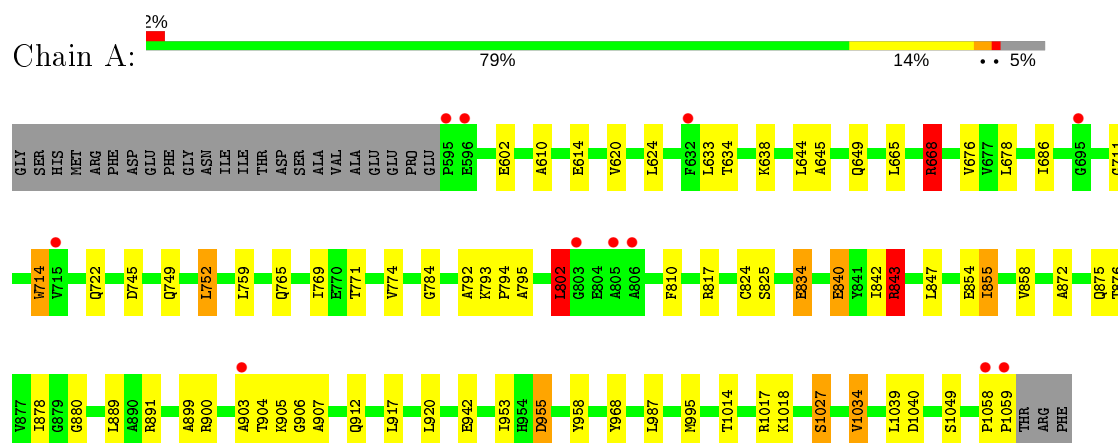 2%
Chain A:
79% 14% • • 5%
GLY SER HIS MET ARG PHE ASP GLU PHE GLY ASN ILE ILE THR ASP SER ALA VAL ALA GLU GLU PRO GLU P595 E596 E602 A610 E614 V620 L624 F632 L633 T634 K638 L644 A645 Q649 L665 R668 V676 V677 L678 I686 G695
W714 V715 Q722 D745 Q749 L752 L759 Q765 I769 E770 T771 V774 G784 A792 K793 P794 A795 L802 G803 E804 A805 A806 F810 R817 C824 S825 E834 E840 Y841 I842 R843 L847 E854 I855 V858 A872 Q875 T876
V877 I878 G879 G880 L889 A890 R891 A899 R900 A903 T904 K905 G906 A907 Q912 L917 L920 E942 I953 H954 D955 Y958 Y968 L987 M995 T1014 R1017 K1018 S1027 V1034 L1039 D1040 S1049 P1058 P1059 THR ARG PHE